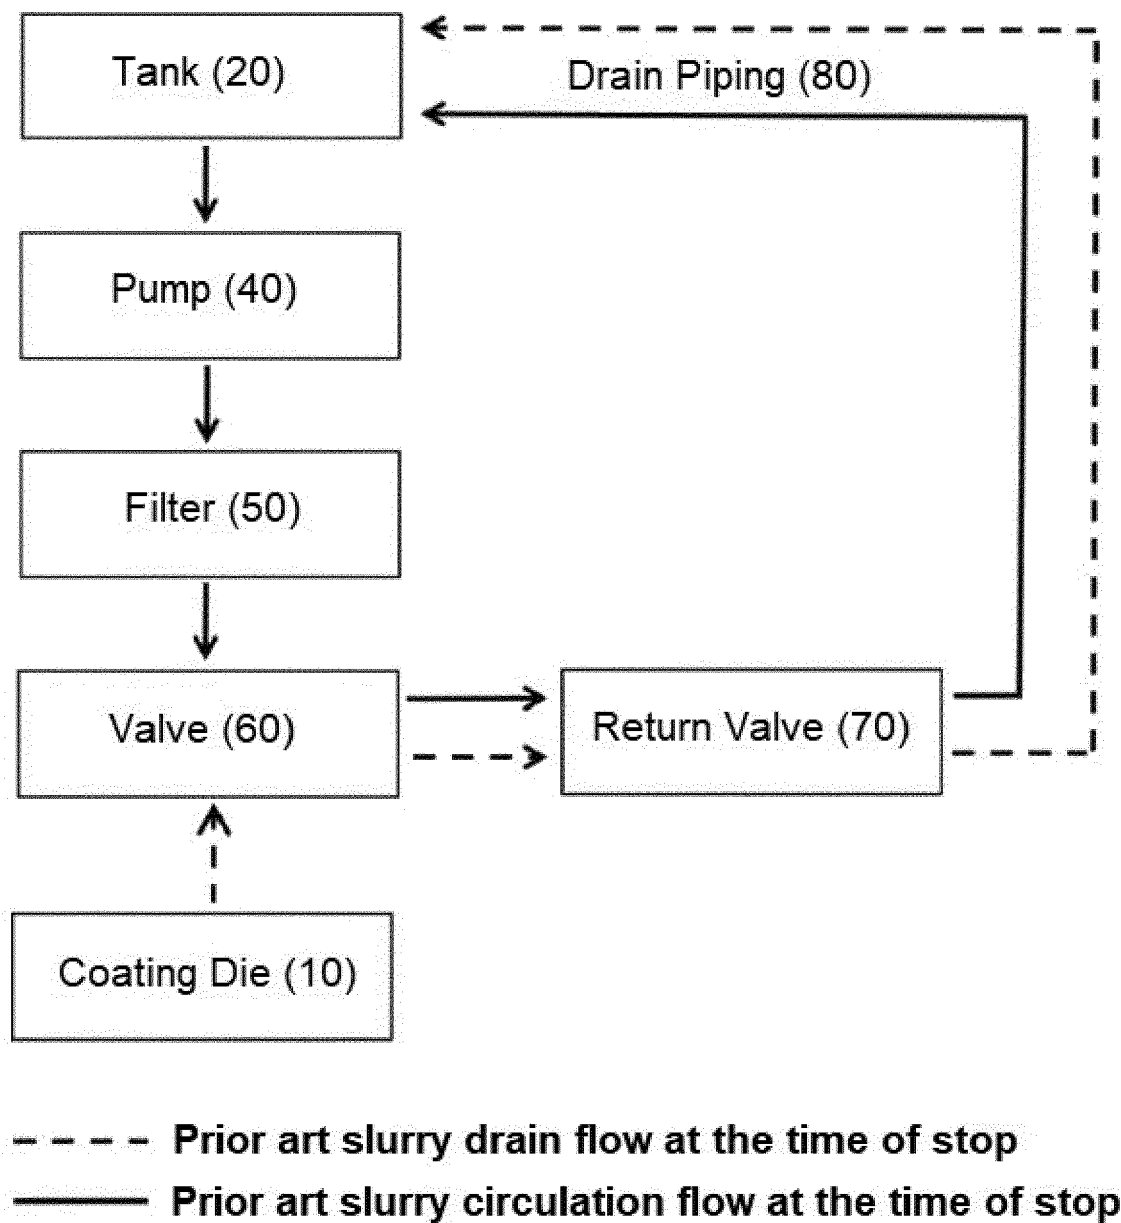 Tank (20)
Drain Piping (80)
Pump (40)
Filter (50)
Valve (60)
Return Valve (70)
Coating Die (10)
Prior art slurry drain flow at the time of stop
Prior art slurry circulation flow at the time of stop